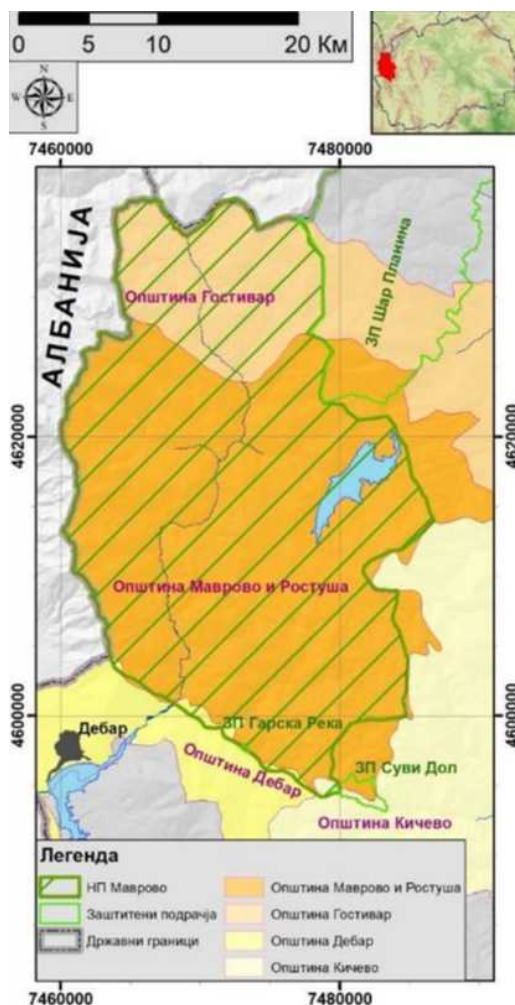 0 5 10 20 Км
N
W E
S
7460000 7480000
АЛБАНИЈА
Општина Гостивар
ЗП Шар Планина
4620000 4620000
Општина Маврово и Ростуша
4600000 4600000
Дебар
ЗП Гарска Река
Општина Дебар
ЗП Суви Дол
Општина Кичево
Легенда
НП Маврово
Заштитени подрачја
Државни граници
Општина Маврово и Ростуша
Општина Гостивар
Општина Дебар
Општина Кичево
7460000 7480000